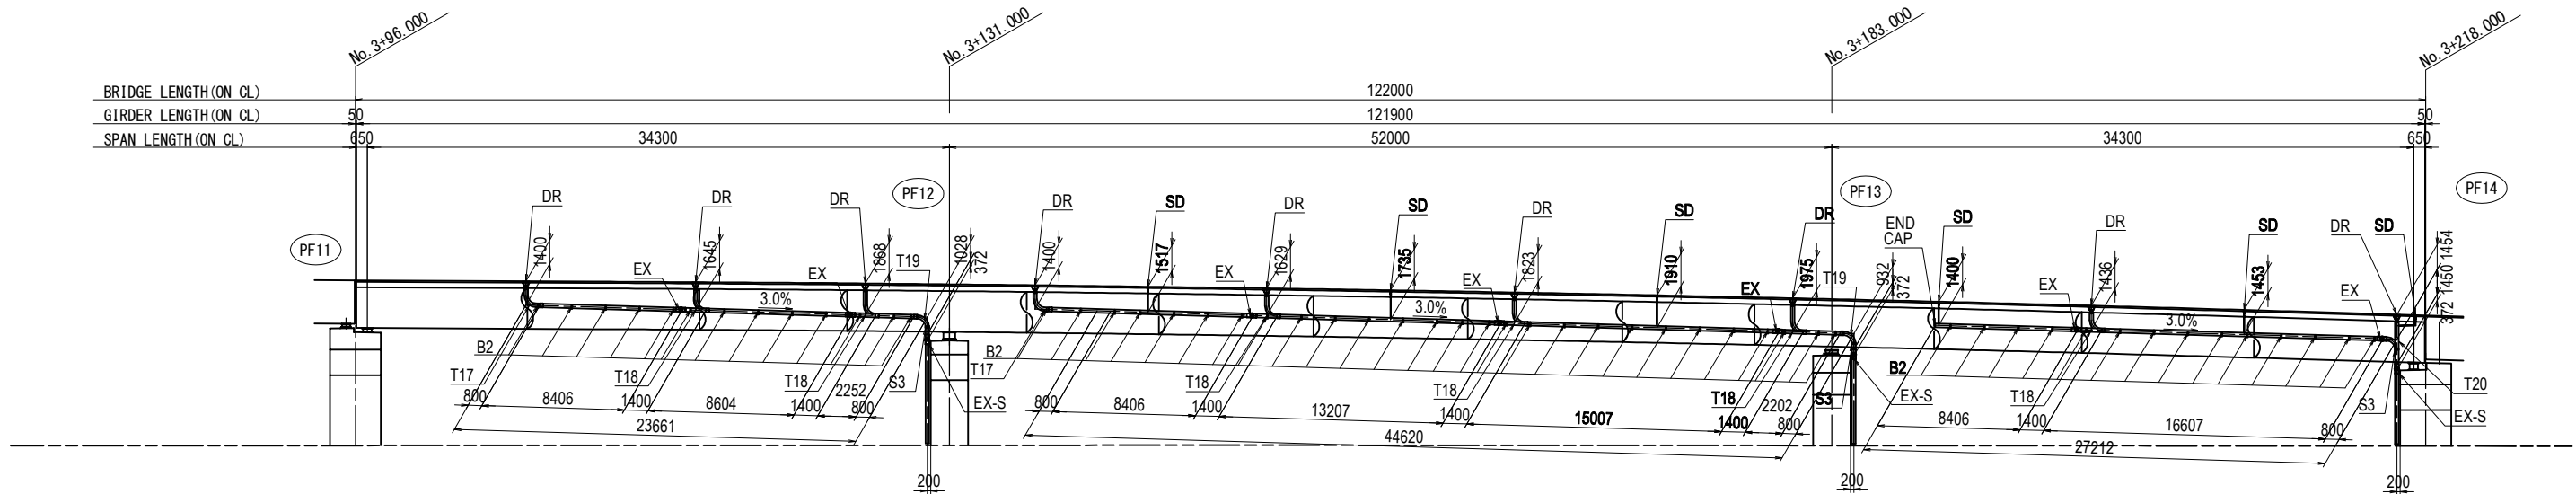 No.3+96.000
No.3+131.000
No.3+183.000
No.3+218.000
BRIDGE LENGTH(ON CL)
122000
GIRDER LENGTH(ON CL)
50
121900
50
SPAN LENGTH(ON CL)
650
34300
52000
34300
650
PF11
PF12
PF13
PF14
DR
DR
DR
DR
SD
DR
SD
DR
SD
DR
END
CAP
SD
DR
SD
DR
SD
1400
1645
1868
1028
372
1400
1517
1629
1735
1823
1910
1975
932
372
1400
1436
1453
1454
1450
372
EX
EX
T19
EX
EX
EX
T19
EX
EX
3.0%
3.0%
3.0%
B2
B2
B2
T17
T18
T18
S3
EX-S
T17
T18
T18
T18
S3
EX-S
T18
S3
T20
EX-S
800
8406
1400
8604
1400
2252
800
23661
800
8406
1400
13207
1400
15007
1400
2202
800
44620
8406
1400
16607
800
27212
200
200
200